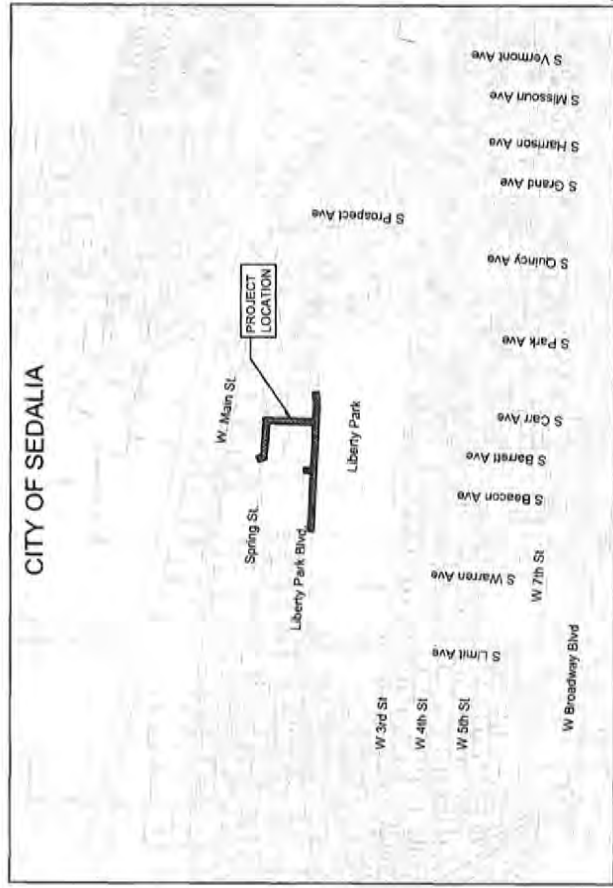 CITY OF SEDALIA
W. Main St.
PROJECT
LOCATION
Spring St.
Liberty Park Blvd.
Liberty Park
S Prospect Ave
W 3rd St
W 4th St
W 5th St
S Limit Ave
S Warren Ave
S Beacon Ave
S Barrett Ave
S Carr Ave
S Park Ave
S Quincy Ave
S Grand Ave
S Harrison Ave
S Missouri Ave
S Vermont Ave
W 7th St
W Broadway Blvd